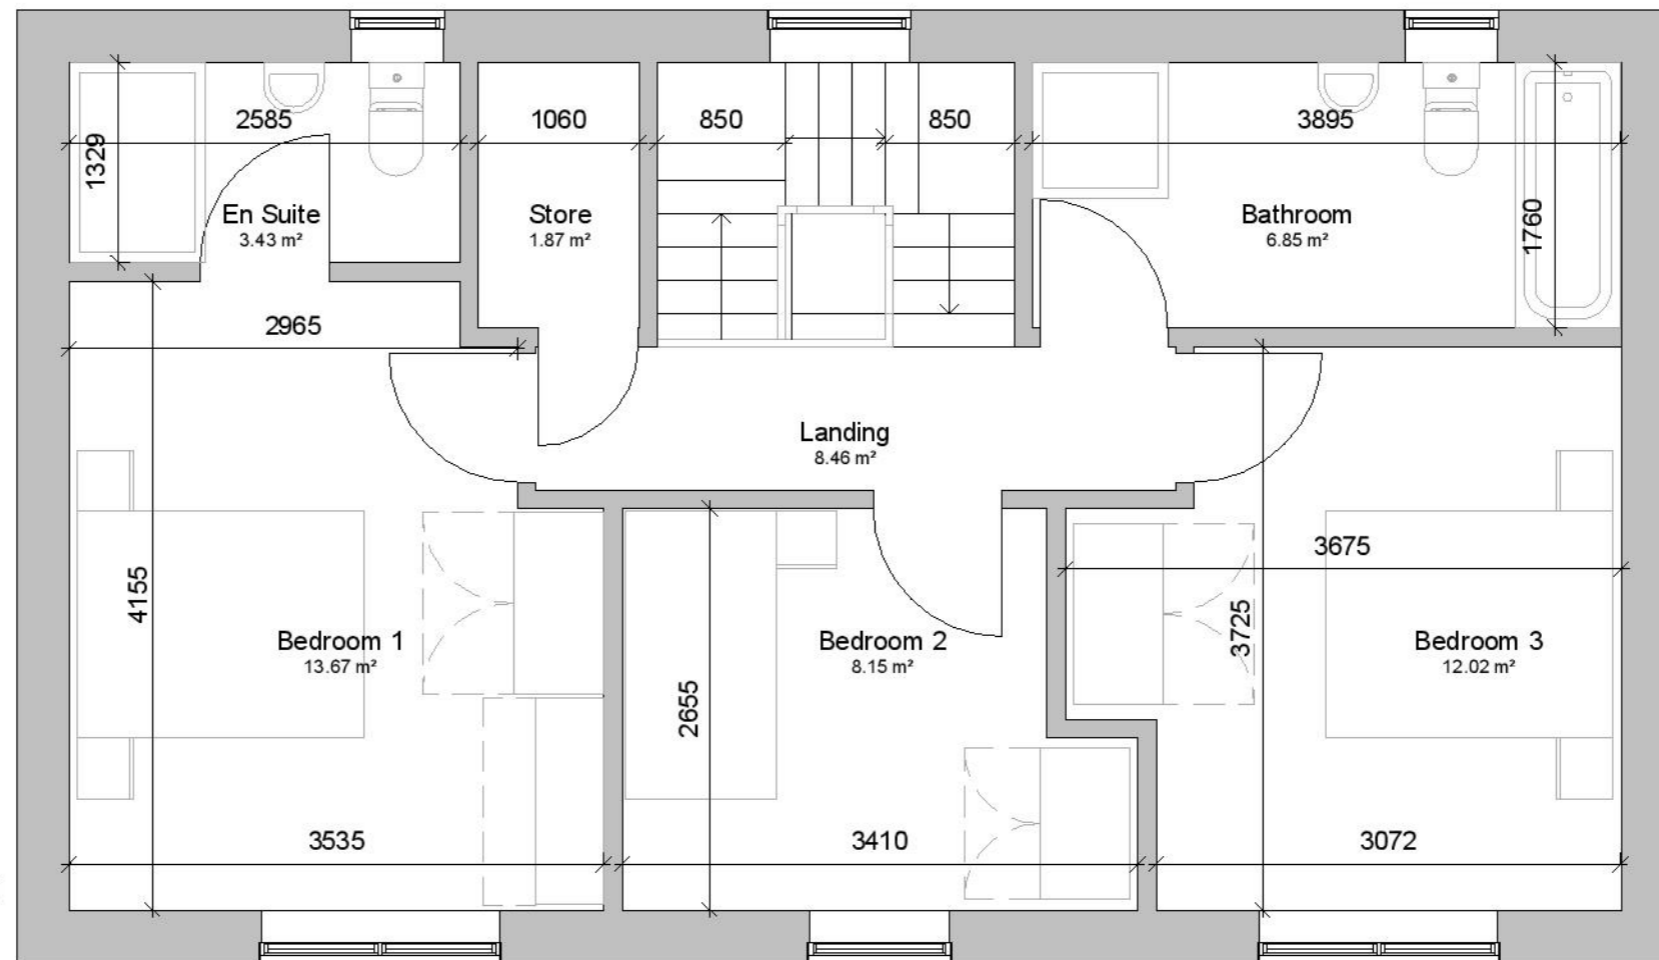 2585
1060
850
850
3895
1329
En Suite
3.43 m²
Store
1.87 m²
Bathroom
6.85 m²
1760
2965
Landing
8.46 m²
4155
3675
3725
Bedroom 1
13.67 m²
Bedroom 2
8.15 m²
Bedroom 3
12.02 m²
2655
3535
3410
3072